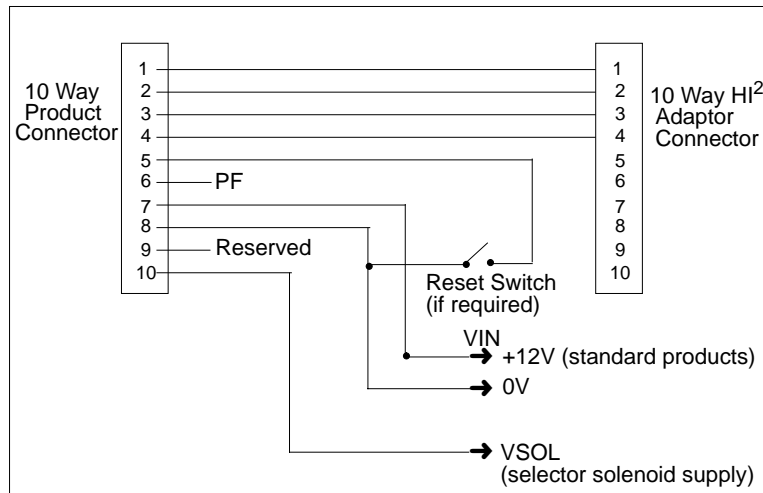 10 Way
Product
Connector
1
2
3
4
5
6
7
8
9
10
PF
Reserved
Reset Switch
(if required)
1
2
3
4
5
6
7
8
9
10
10 Way HI²
Adaptor
Connector
VIN
+12V (standard products)
0V
VSOL
(selector solenoid supply)